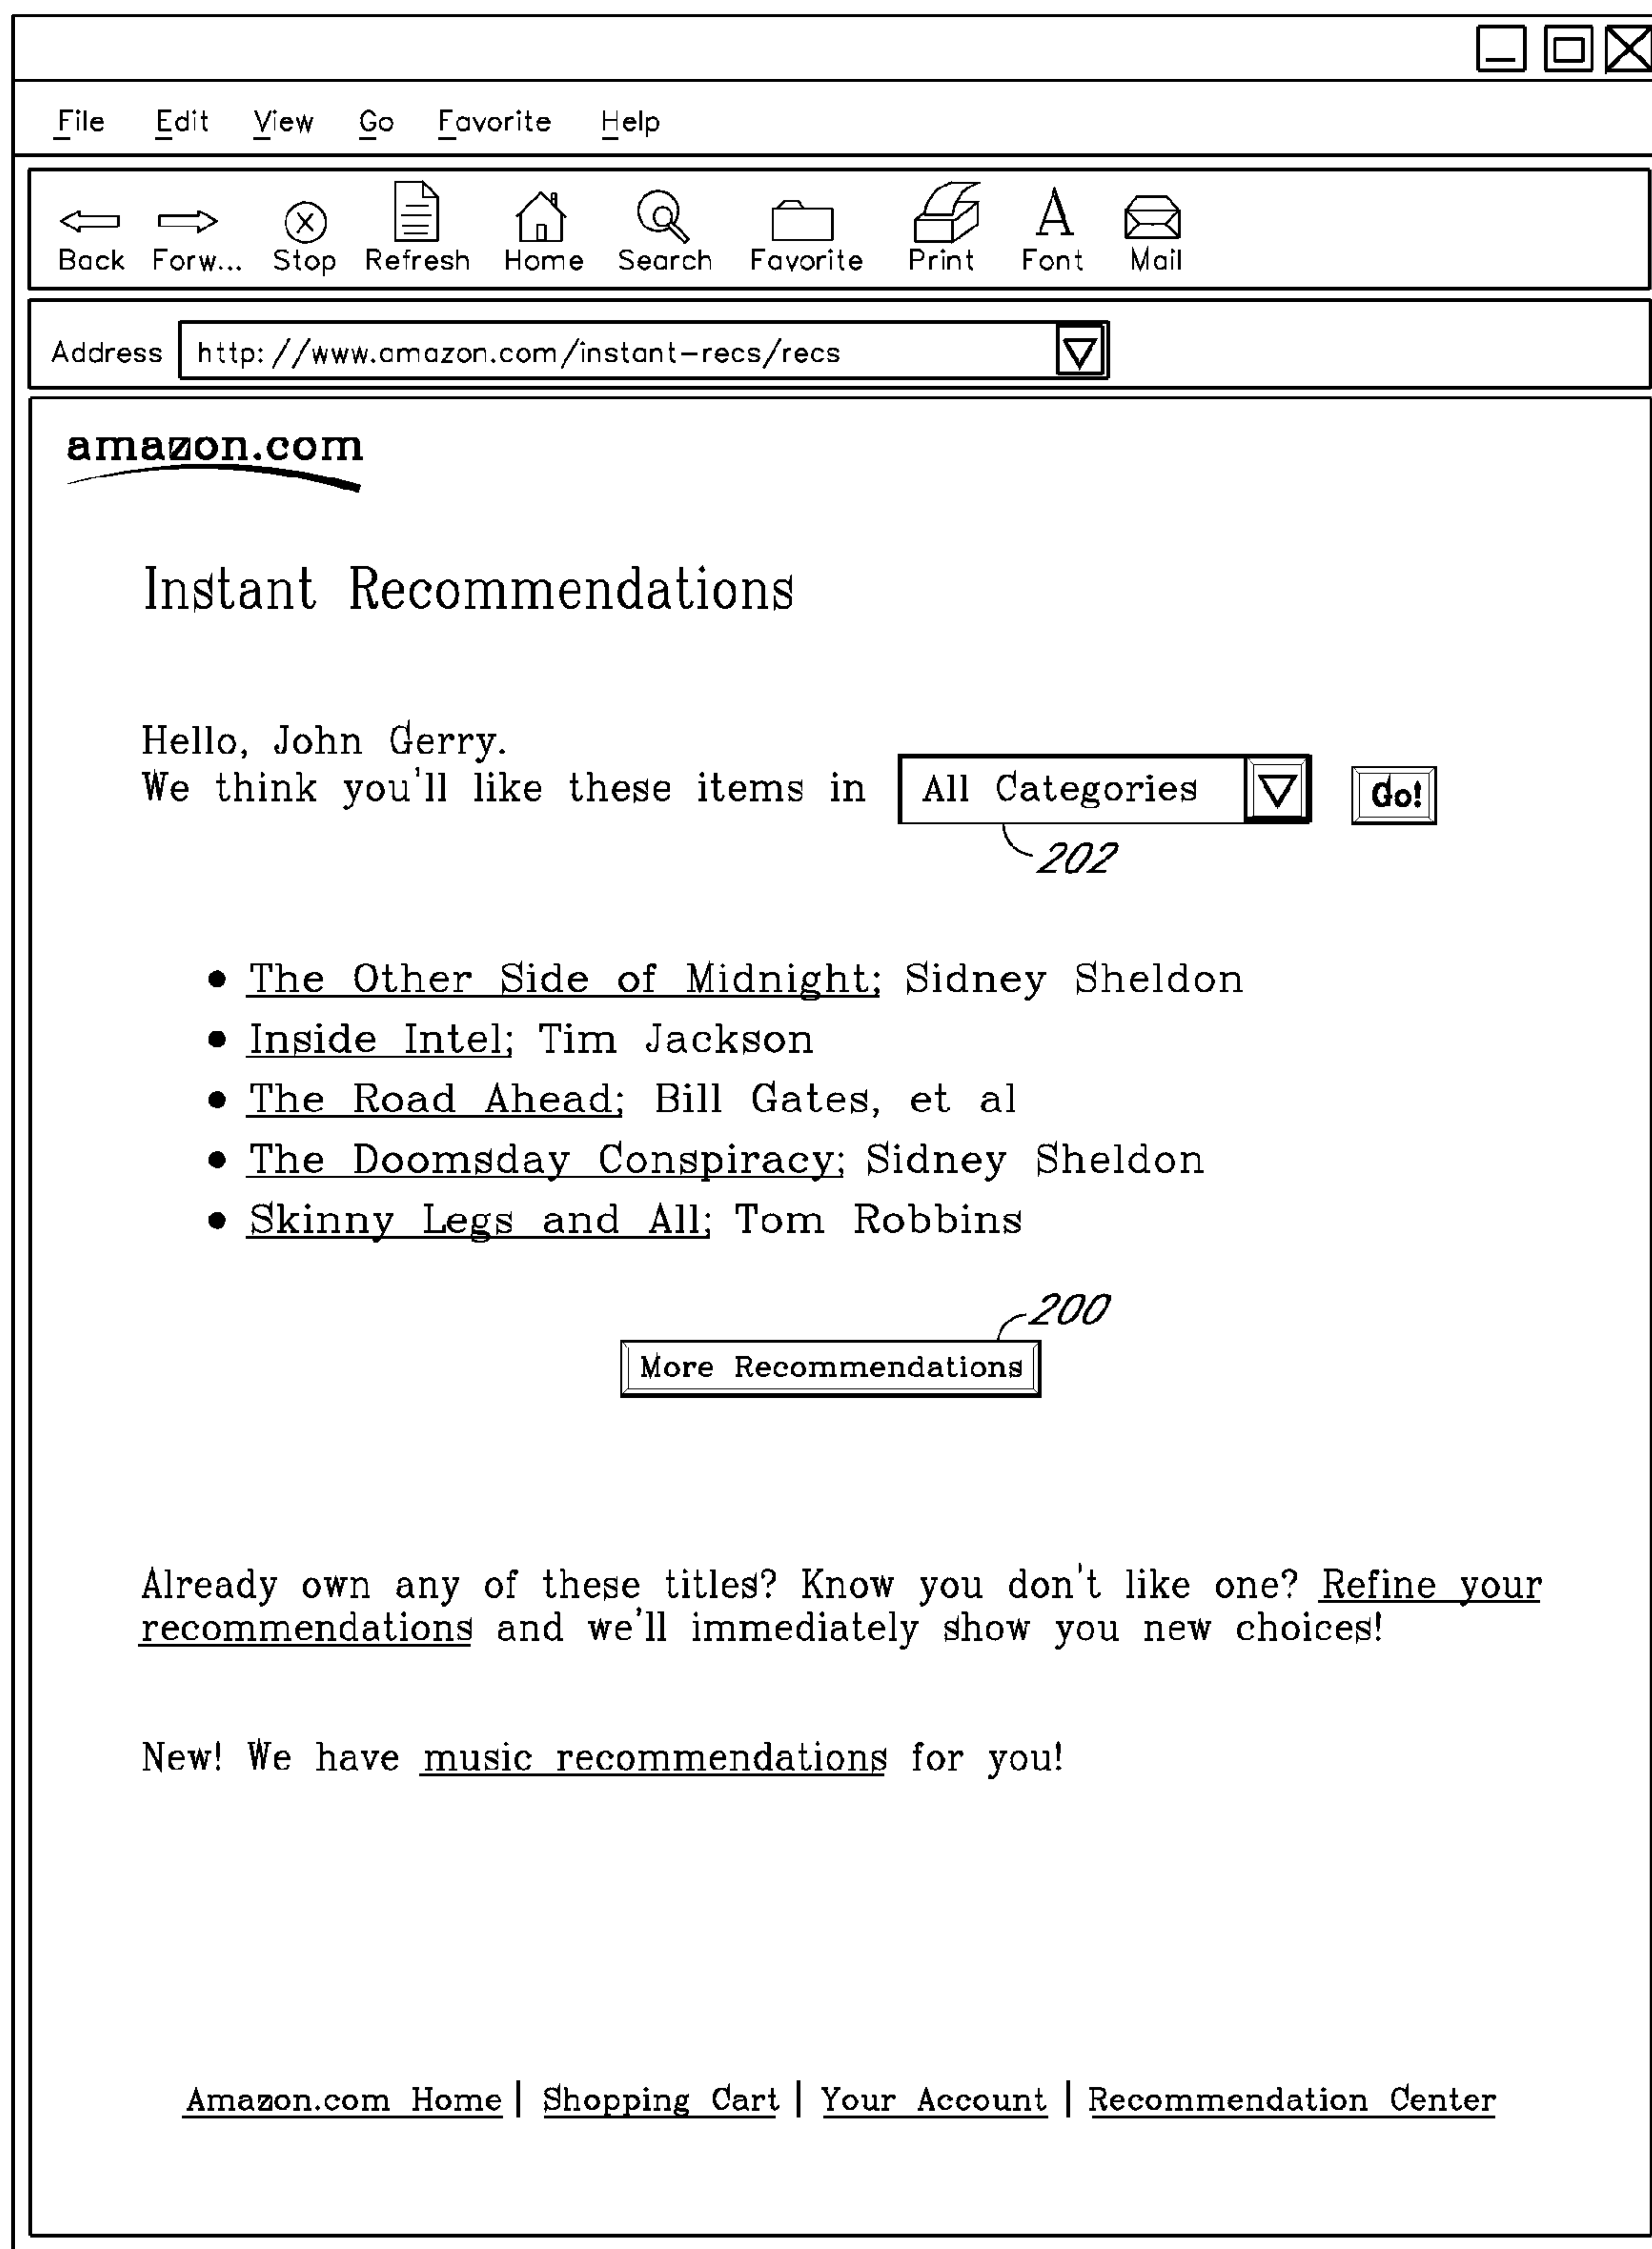 File Edit View Go Favorite Help
Back Forw... Stop Refresh Home Search Favorite Print Font Mail
Address http://www.amazon.com/instant-recs/recs
amazon.com
Instant Recommendations
Hello, John Gerry.
We think you'll like these items in All Categories Go!
202
• The Other Side of Midnight; Sidney Sheldon
• Inside Intel; Tim Jackson
• The Road Ahead; Bill Gates, et al
• The Doomsday Conspiracy; Sidney Sheldon
• Skinny Legs and All; Tom Robbins
200
More Recommendations
Already own any of these titles? Know you don't like one? Refine your
recommendations and we'll immediately show you new choices!
New! We have music recommendations for you!
Amazon.com Home | Shopping Cart | Your Account | Recommendation Center